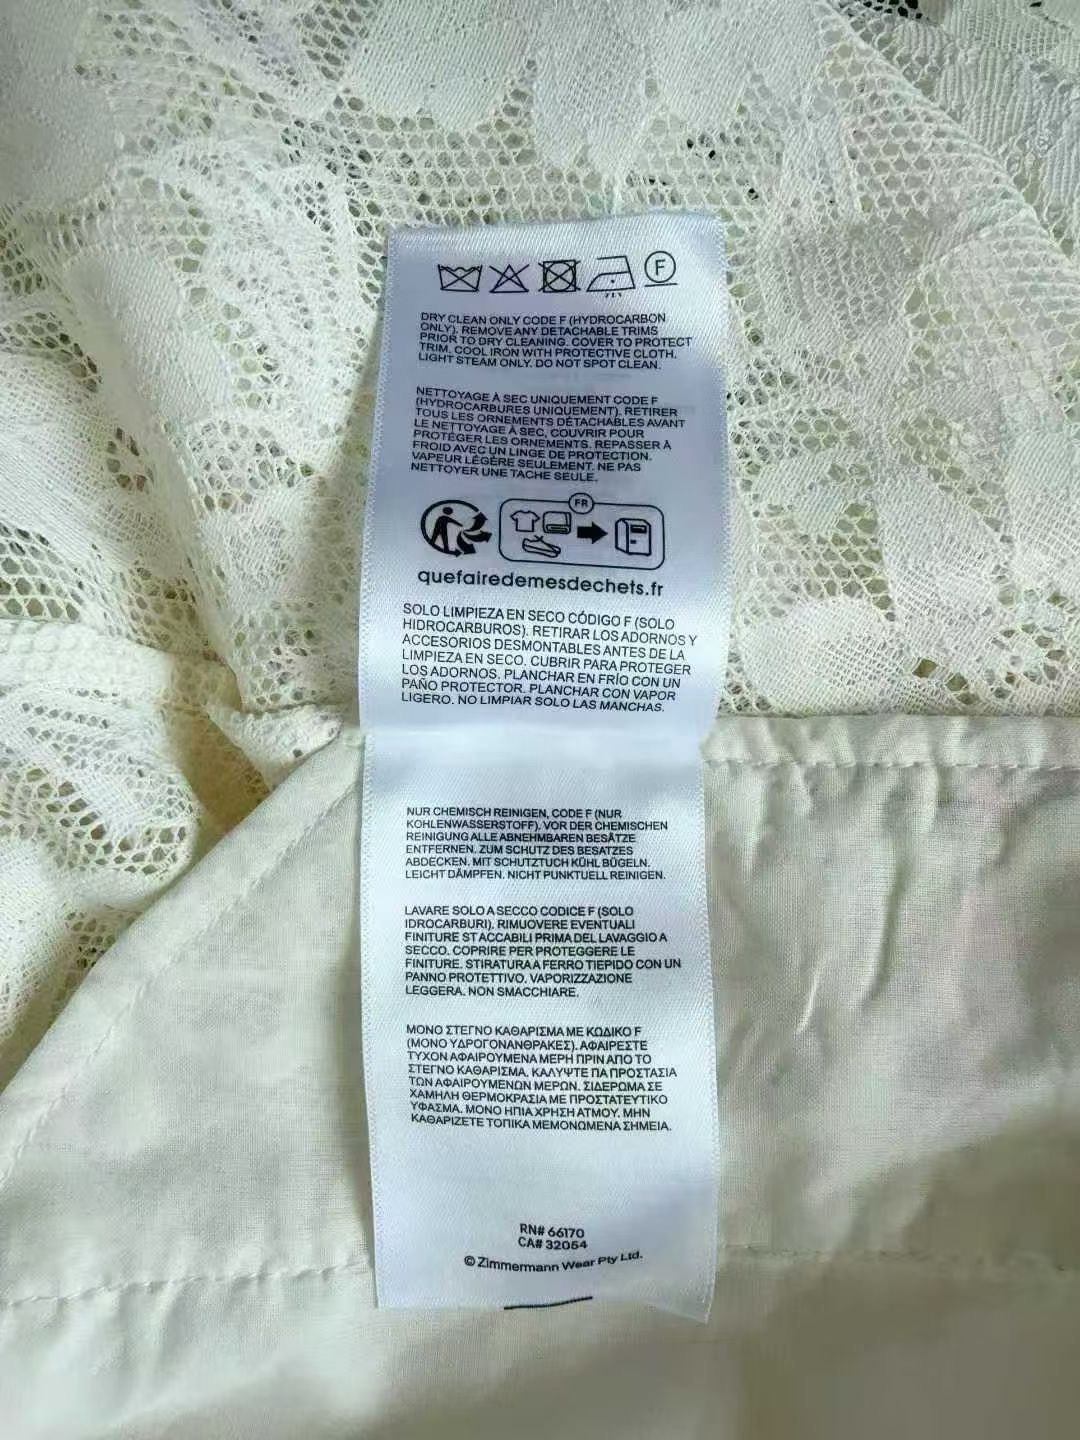 F
DRY CLEAN ONLY CODE F (HYDROCARBON
ONLY). REMOVE ANY DETACHABLE TRIMS
PRIOR TO DRY CLEANING. COVER TO PROTECT
TRIM. COOL IRON WITH PROTECTIVE CLOTH.
LIGHT STEAM ONLY. DO NOT SPOT CLEAN.
NETTOYAGE À SEC UNIQUEMENT CODE F
(HYDROCARBURES UNIQUEMENT). RETIRER
TOUS LES ORNEMENTS DÉTACHABLES AVANT
LE NETTOYAGE À SEC, COUVRIR POUR
PROTÉGER LES ORNEMENTS. REPASSER À
FROID AVEC UN LINGE DE PROTECTION.
VAPEUR LÉGÈRE SEULEMENT. NE PAS
NETTOYER UNE TACHE SEULE.
FR
quefairedemesdechets.fr
SOLO LIMPIEZA EN SECO CÓDIGO F (SOLO
HIDROCARBUROS). RETIRAR LOS ADORNOS Y
ACCESORIOS DESMONTABLES ANTES DE LA
LIMPIEZA EN SECO. CUBRIR PARA PROTEGER
LOS ADORNOS. PLANCHAR EN FRÍO CON UN
PAÑO PROTECTOR. PLANCHAR CON VAPOR
LIGERO. NO LIMPIAR SOLO LAS MANCHAS.
NUR CHEMISCH REINIGEN, CODE F (NUR
KOHLENWASSERSTOFF). VOR DER CHEMISCHEN
REINIGUNG ALLE ABNEHMBAREN BESÄTZE
ENTFERNEN. ZUM SCHUTZ DES BESATZES
ABDECKEN. MIT SCHUTZTUCH KÜHL BÜGELN.
LEICHT DÄMPFEN. NICHT PUNKTUELL REINIGEN.
LAVARE SOLO A SECCO CODICE F (SOLO
IDROCARBURI). RIMUOVERE EVENTUALI
FINITURE STACCABILI PRIMA DEL LAVAGGIO A
SECCO. COPRIRE PER PROTEGGERE LE
FINITURE. STIRATURA A FERRO TIEPIDO CON UN
PANNO PROTETTIVO. VAPORIZZAZIONE
LEGGERA. NON SMACCHIARE.
ΜΟΝΟ ΣΤΕΓΝΟ ΚΑΘΑΡΙΣΜΑ ΜΕ ΚΩΔΙΚΟ F
(ΜΟΝΟ ΥΔΡΟΓΟΝΑΝΘΡΑΚΕΣ). ΑΦΑΙΡΕΣΤΕ
ΤΥΧΟΝ ΑΦΑΙΡΟΥΜΕΝΑ ΜΕΡΗ ΠΡΙΝ ΑΠΟ ΤΟ
ΣΤΕΓΝΟ ΚΑΘΑΡΙΣΜΑ. ΚΑΛΥΨΤΕ ΓΙΑ ΠΡΟΣΤΑΣΙΑ
ΤΩΝ ΑΦΑΙΡΟΥΜΕΝΩΝ ΜΕΡΩΝ. ΣΙΔΕΡΩΜΑ ΣΕ
ΧΑΜΗΛΗ ΘΕΡΜΟΚΡΑΣΙΑ ΜΕ ΠΡΟΣΤΑΤΕΥΤΙΚΟ
ΥΦΑΣΜΑ. ΜΟΝΟ ΗΠΙΑ ΧΡΗΣΗ ΑΤΜΟΥ. ΜΗΝ
ΚΑΘΑΡΙΖΕΤΕ ΤΟΠΙΚΑ ΜΕΜΟΝΩΜΕΝΑ ΣΗΜΕΙΑ.
RN# 66170
CA# 32054
© Zimmermann Wear Pty Ltd.